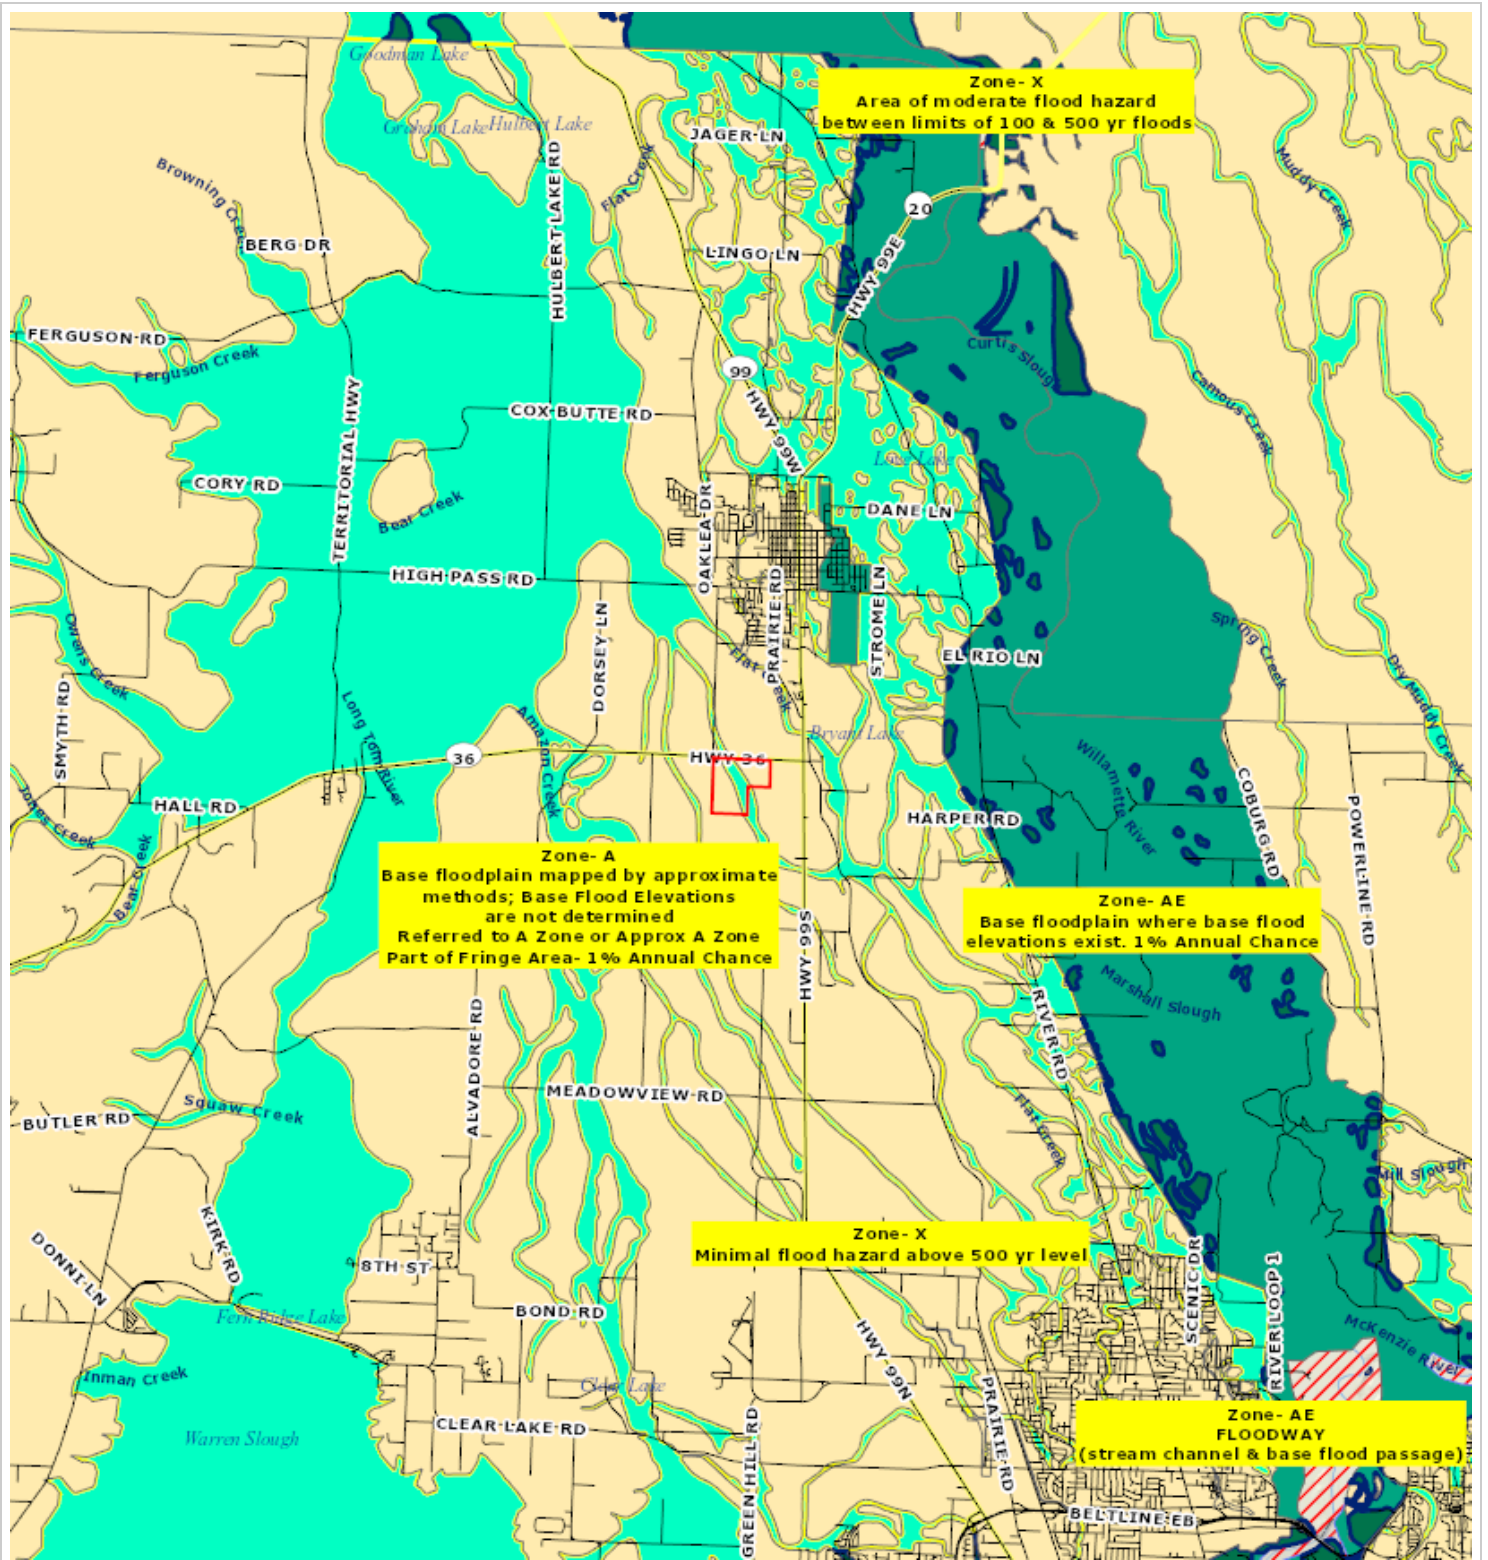 Goodman Lake
Graham Lake
Hulbert Lake
Zone- X
Area of moderate flood hazard
between limits of 100 & 500 yr floods
JAGER LN
Flat Creek
Browning Creek
BERG DR
HULBERT LAKE RD
LINGO LN
20
HWY 99E
Muddy Creek
FERGUSON RD
Ferguson Creek
99
HWY 99W
Curtis Slough
Camous Creek
TERRITORIAL HWY
COX BUTTE RD
Love Lake
CORY RD
Bear Creek
OAKLEA DR
DANE LN
HIGH PASS RD
PRAIRIE RD
STROME LN
DORSEY LN
Owens Creek
Flat Creek
EL RIO LN
Spring Creek
Dry Muddy Creek
SMYTH RD
Long Tom River
Amazon Creek
Bryant Lake
36
HWY 36
Willamette River
COBURG RD
POWERLINE RD
HALL RD
Jones Creek
Bear Creek
HARPER RD
Zone- A
Base floodplain mapped by approximate
methods; Base Flood Elevations
are not determined
Referred to A Zone or Approx A Zone
Part of Fringe Area- 1% Annual Chance
Zone- AE
Base floodplain where base flood
elevations exist. 1% Annual Chance
HWY 99S
Marshall Slough
RIVER RD
ALVADORE RD
MEADOWVIEW RD
Squaw Creek
BUTLER RD
Flat Creek
Mill Slough
KIRK RD
DONNI LN
8TH ST
Zone- X
Minimal flood hazard above 500 yr level
SCENIC DR
RIVER LOOP 1
Fern Ridge Lake
BOND RD
HWY 99N
McKenzie River
Inman Creek
Clear Lake
PRAIRIE RD
CLEAR LAKE RD
Warren Slough
GREEN HILL RD
Zone- AE
FLOODWAY
(stream channel & base flood passage)
BELTLINE EB